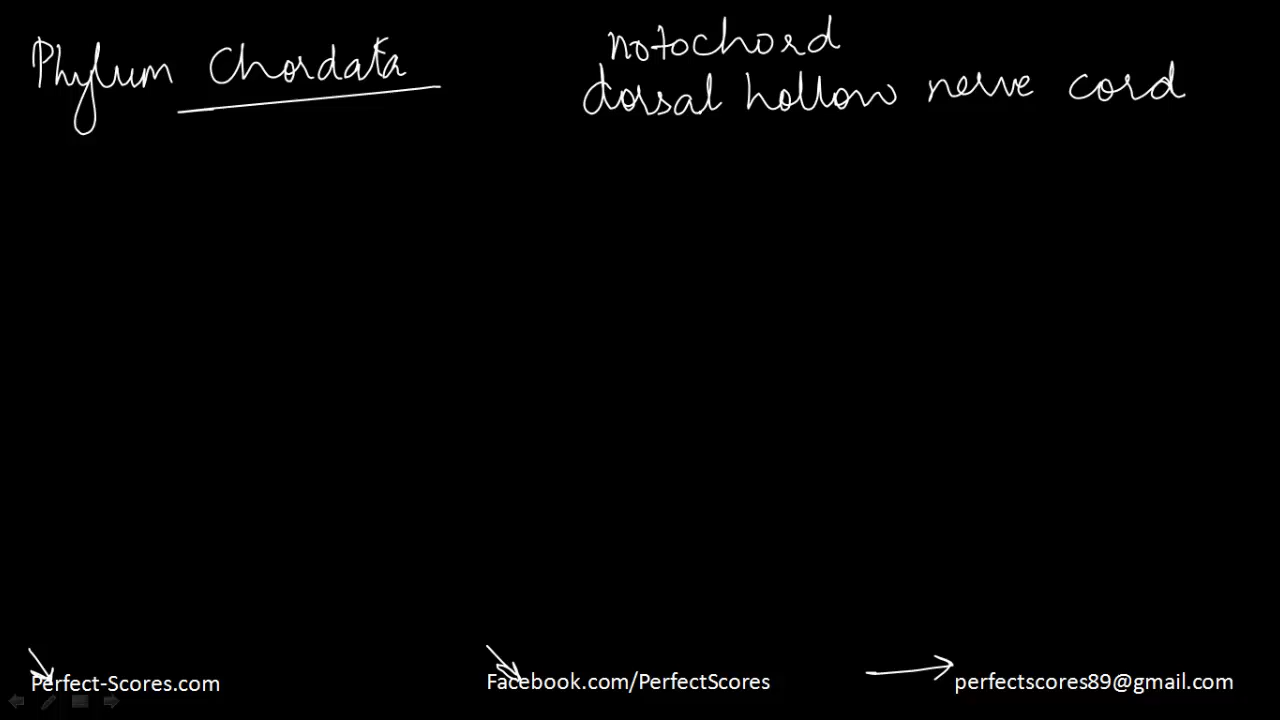 Phylum Chordata
notochord
dorsal hollow nerve cord
Perfect-Scores.com
Facebook.com/PerfectScores
perfectscores89@gmail.com